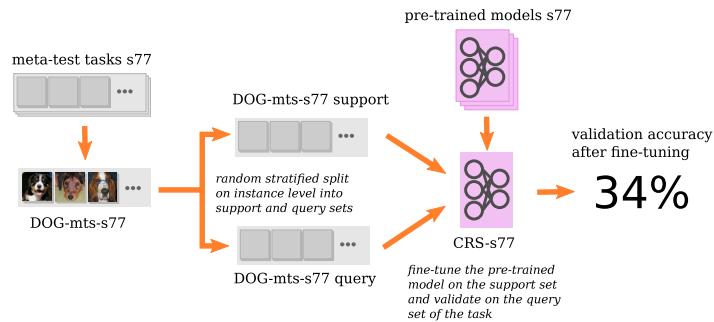 pre-trained models s77
meta-test tasks s77
DOG-mts-s77 support
validation accuracy
after fine-tuning
34%
random stratified split
on instance level into
support and query sets
DOG-mts-s77
CRS-s77
DOG-mts-s77 query
fine-tune the pre-trained
model on the support set
and validate on the query
set of the task